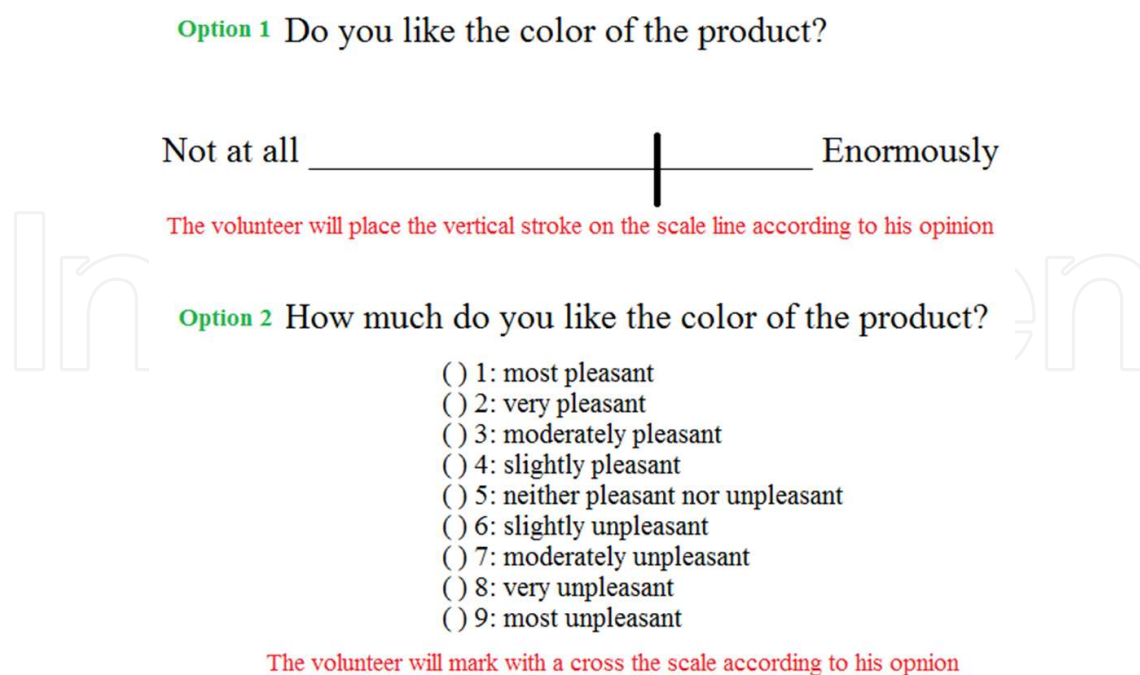 Option 1 Do you like the color of the product?
Not at all Enormously
The volunteer will place the vertical stroke on the scale line according to his opinion
Option 2 How much do you like the color of the product?
( ) 1: most pleasant
( ) 2: very pleasant
( ) 3: moderately pleasant
( ) 4: slightly pleasant
( ) 5: neither pleasant nor unpleasant
( ) 6: slightly unpleasant
( ) 7: moderately unpleasant
( ) 8: very unpleasant
( ) 9: most unpleasant
The volunteer will mark with a cross the scale according to his opnion